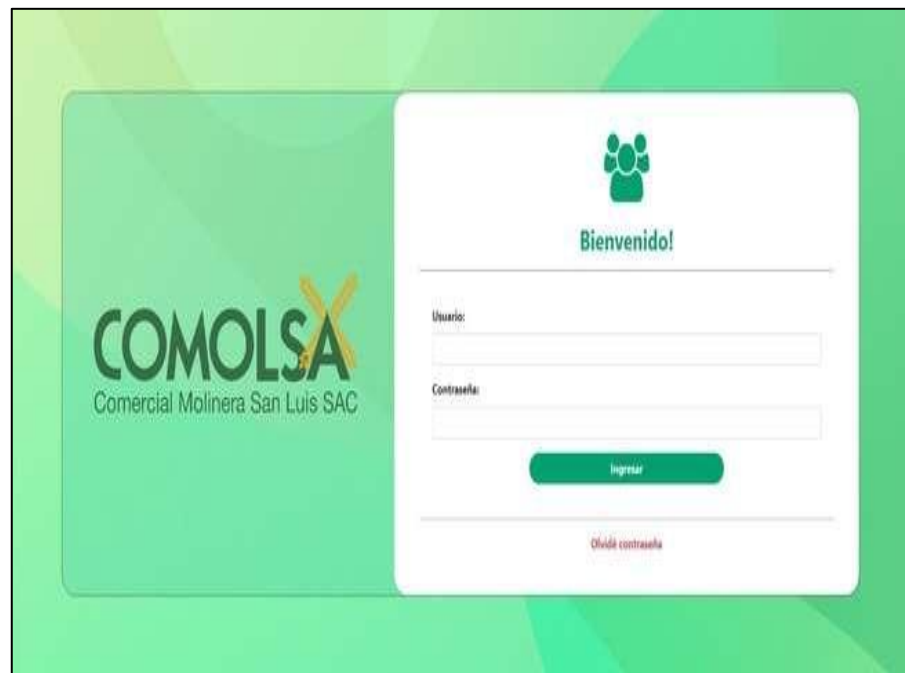 COMOLSA
Comercial Molinera San Luis SAC
Bienvenido!
Usuario:
Contraseña:
Ingresar
Olvidé contraseña